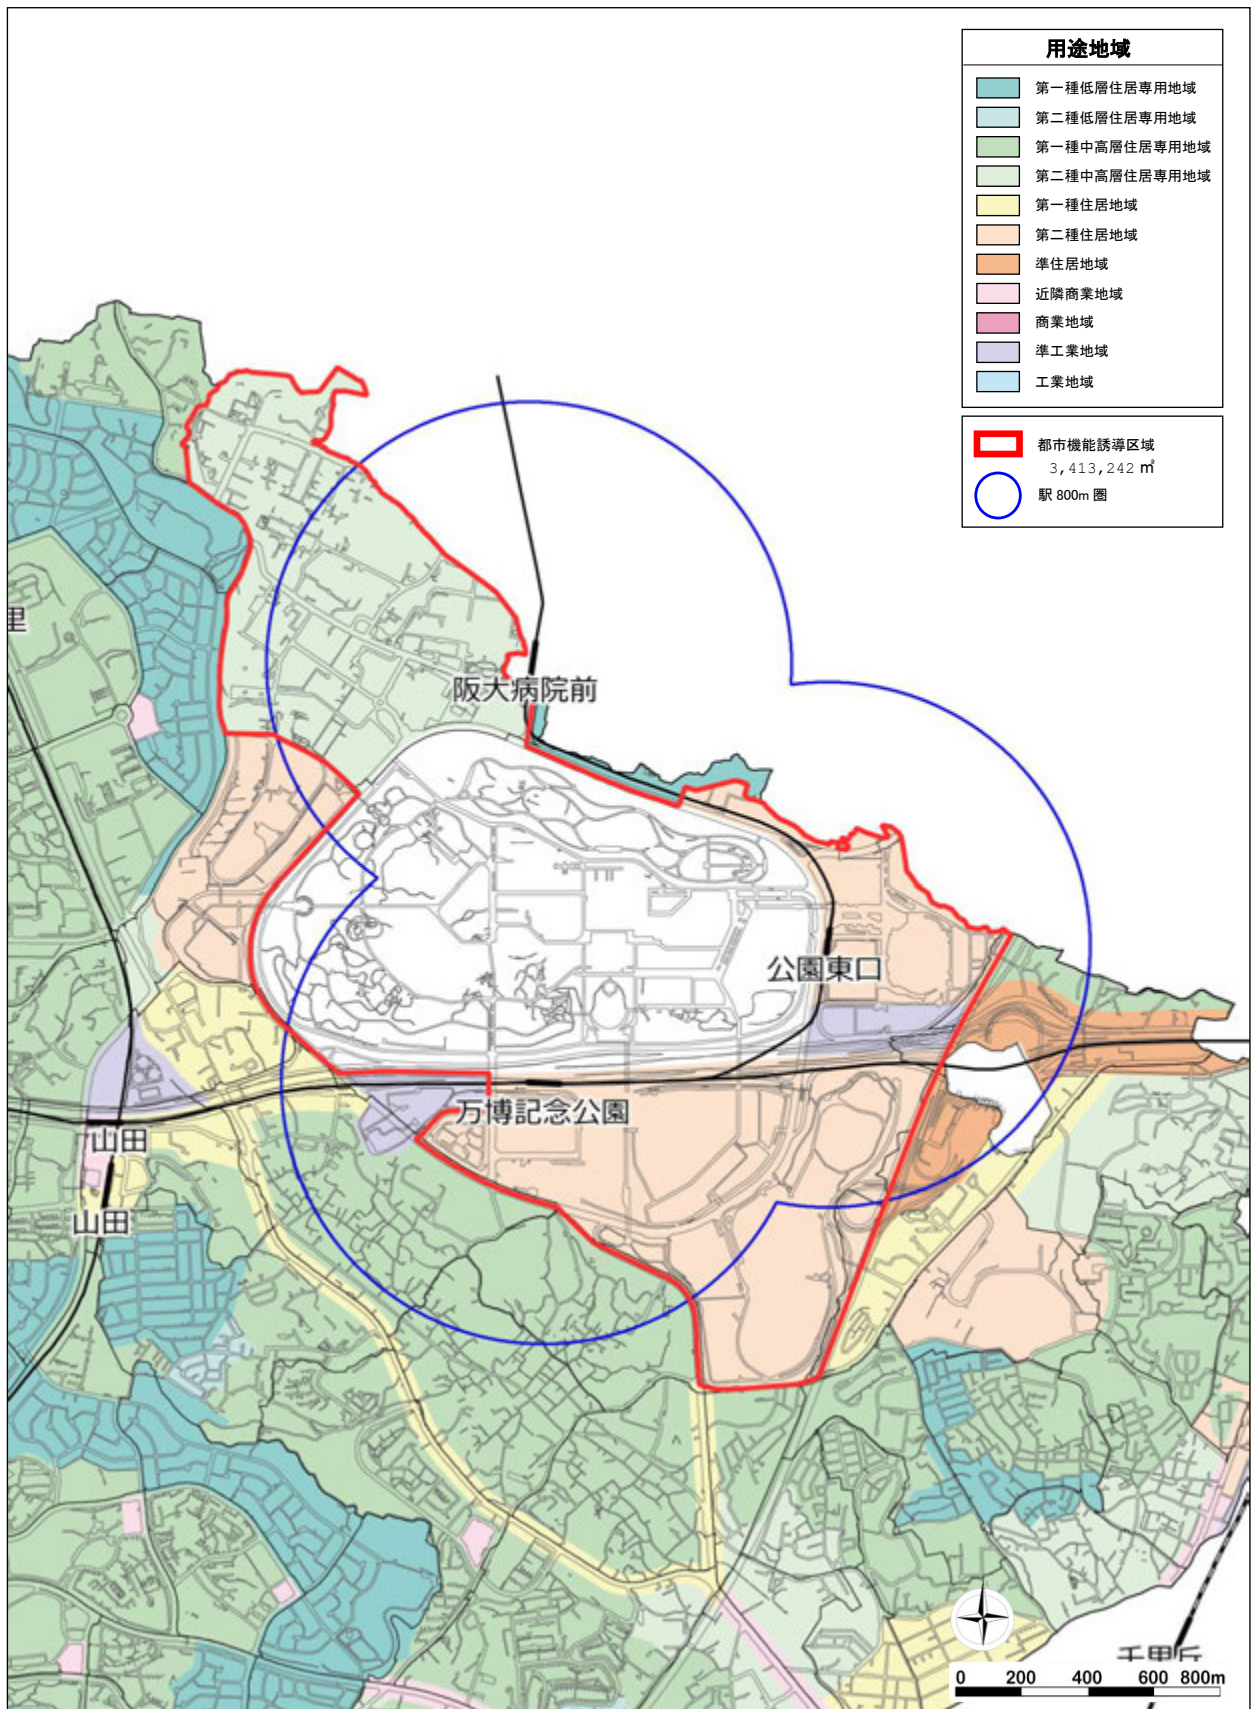 用途地域
第一種低層住居専用地域
第二種低層住居専用地域
第一種中高層住居専用地域
第二種中高層住居専用地域
第一種住居地域
第二種住居地域
準住居地域
近隣商業地域
商業地域
準工業地域
工業地域
都市機能誘導区域
3,413,242 ㎡
駅 800m 圏
里
阪大病院前
公園東口
万博記念公園
山田
山田
千里丘
0 200 400 600 800m